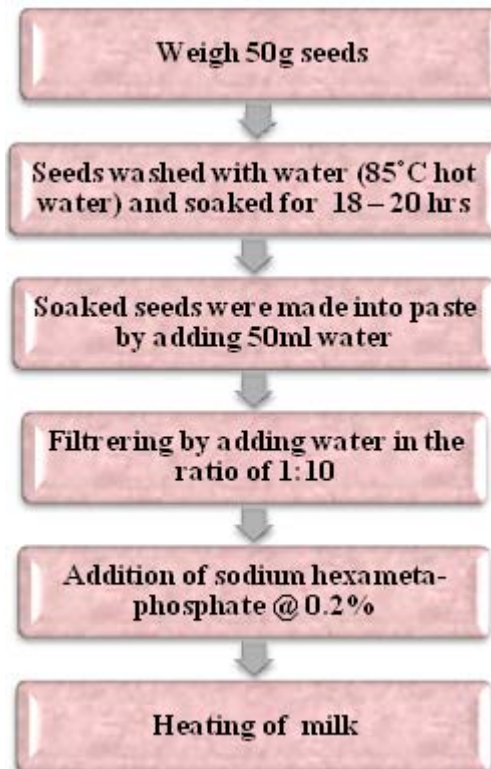 Weigh 50g seeds
Seeds washed with water (85˚C hot
water) and soaked for 18 – 20 hrs
Soaked seeds were made into paste
by adding 50ml water
Filtrering by adding water in the
ratio of 1:10
Addition of sodium hexameta-
phosphate @ 0.2%
Heating of milk